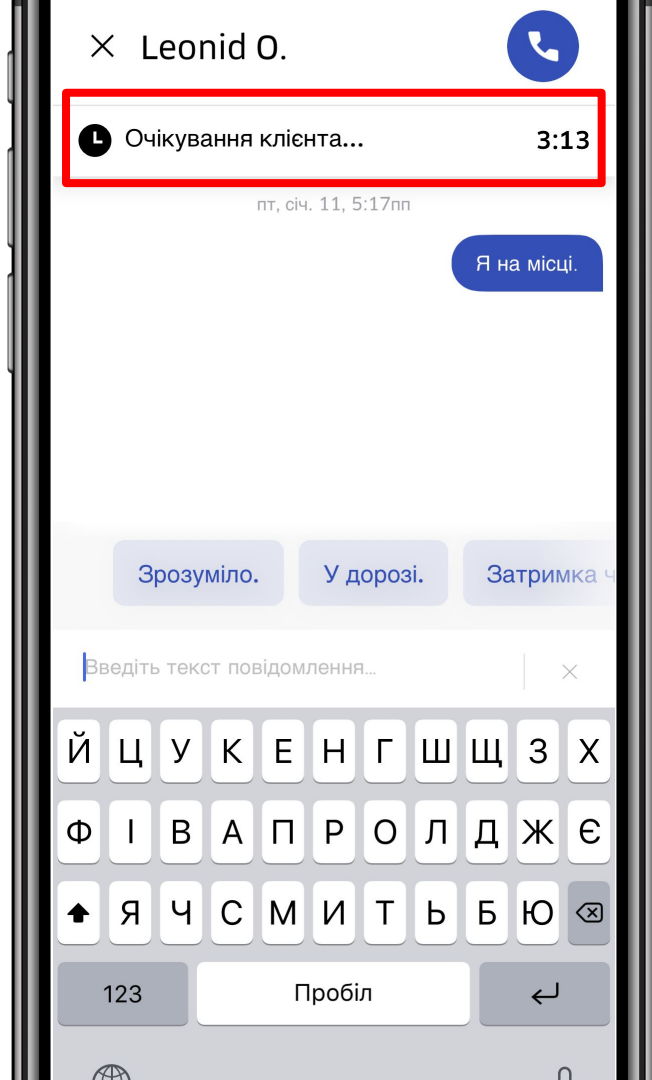 Leonid O.
Очікування клієнта... 3:13
пт, січ. 11, 5:17пп
Я на місці.
Зрозуміло. У дорозі. Затримка ч
Введіть текст повідомлення...
Й Ц У К Е Н Г Ш Щ З Х
Ф І В А П Р О Л Д Ж Є
Я Ч С М И Т Ь Б Ю
123 Пробіл